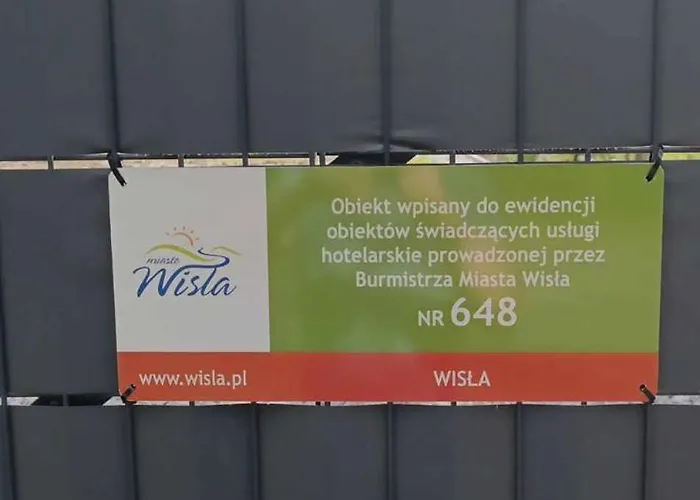 miasto
Wisła
Obiekt wpisany do ewidencji
obiektów świadczących usługi
hotelarskie prowadzonej przez
Burmistrza Miasta Wisła
NR 648
www.wisla.pl
WISŁA